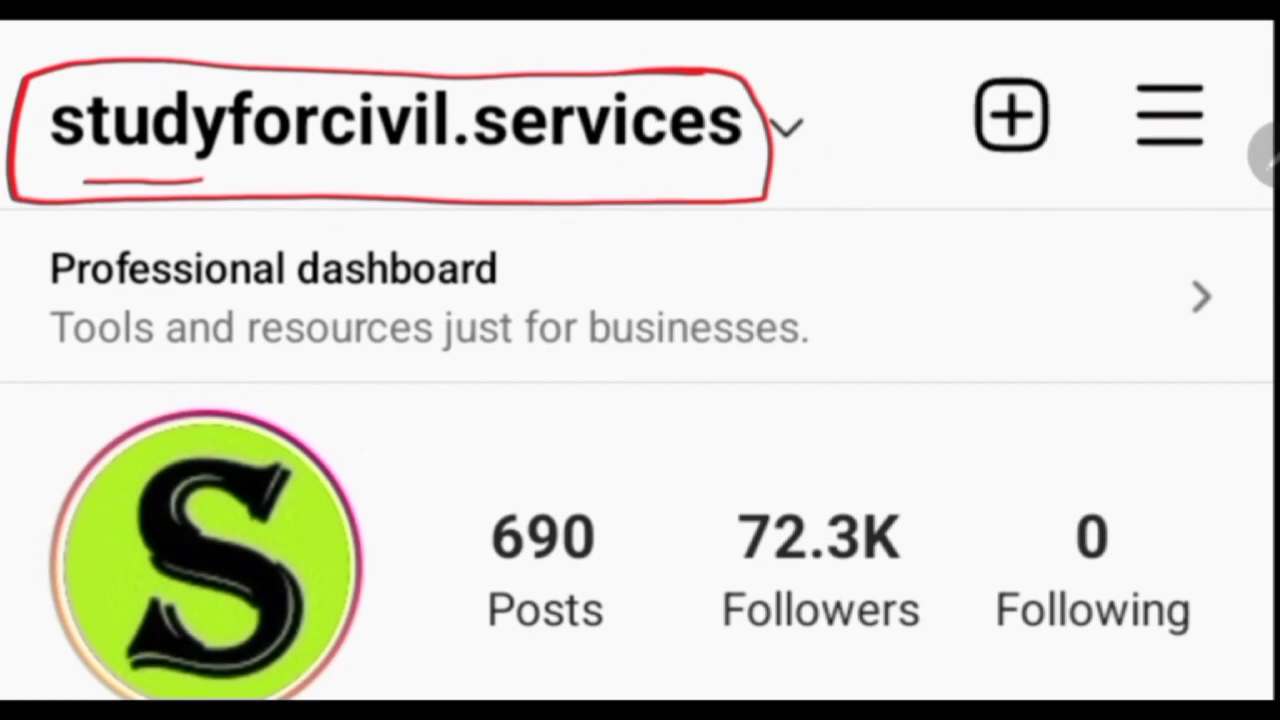 studyforcivil.services
Professional dashboard
Tools and resources just for businesses.
S
690 72.3K 0
Posts Followers Following